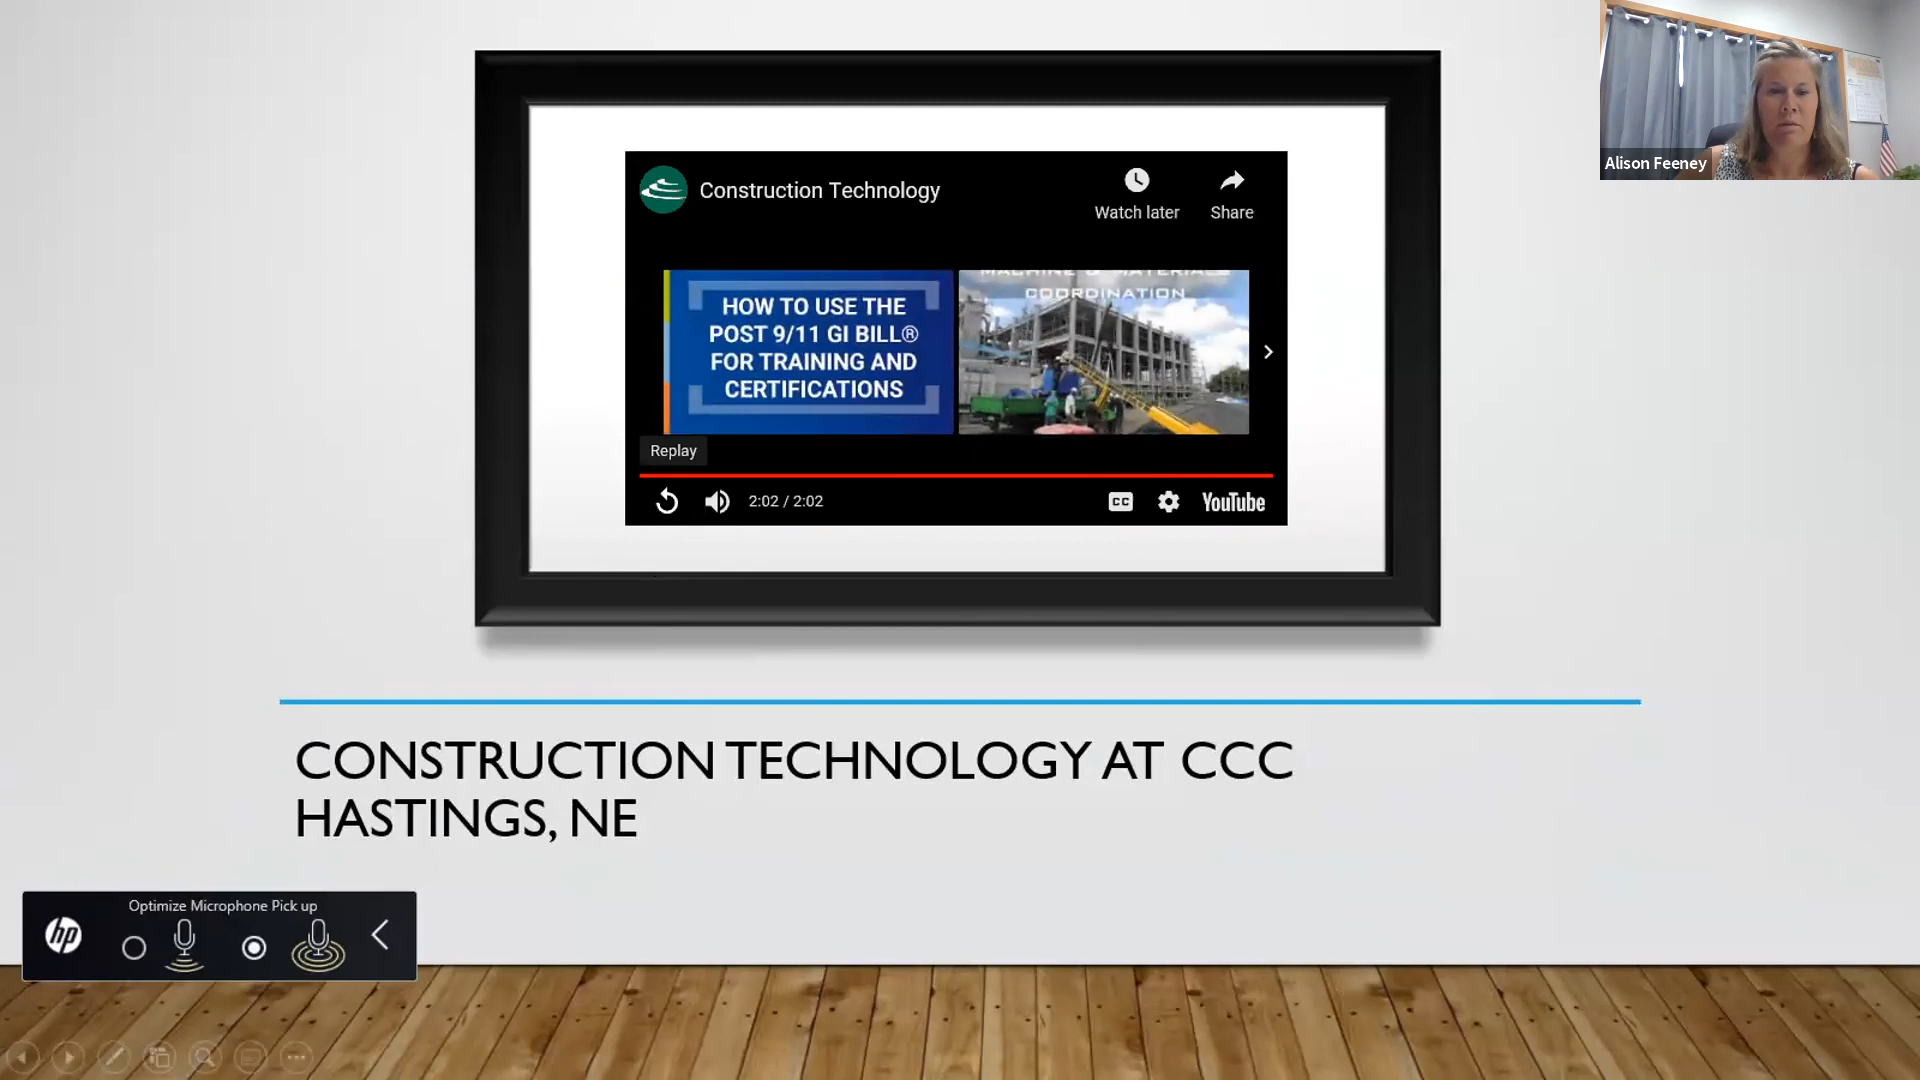 Construction Technology
Watch later
Share
HOW TO USE THE
POST 9/11 GI BILL®
FOR TRAINING AND
CERTIFICATIONS
MACHINE & MATERIALS
COORDINATION
Replay
2:02 / 2:02
CC
YouTube
Alison Feeney
CONSTRUCTION TECHNOLOGY AT CCC
HASTINGS, NE
Optimize Microphone Pick up
hp